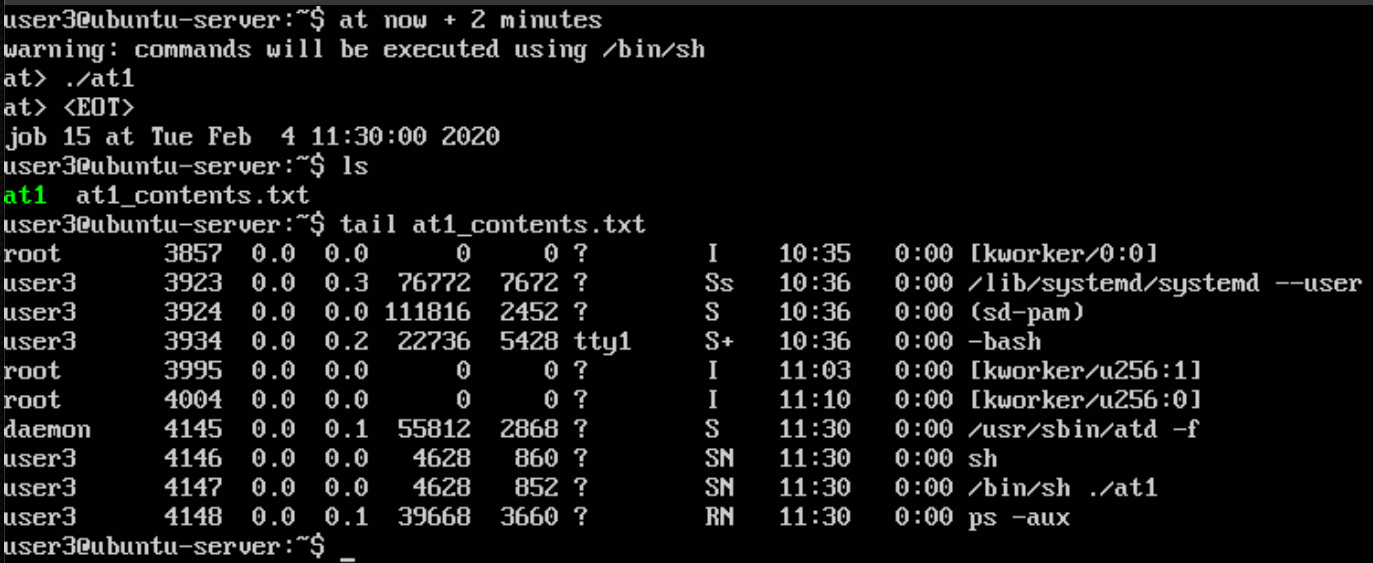 user3@ubuntu-server:~$ at now + 2 minutes
warning: commands will be executed using /bin/sh
at> ./at1
at> <EOT>
job 15 at Tue Feb  4 11:30:00 2020
user3@ubuntu-server:~$ ls
at1  at1_contents.txt
user3@ubuntu-server:~$ tail at1_contents.txt
root       3857  0.0  0.0      0     0 ?        I    10:35   0:00 [kworker/0:0]
user3      3923  0.0  0.3  76772  7672 ?        Ss   10:36   0:00 /lib/systemd/systemd --user
user3      3924  0.0  0.0 111816  2452 ?        S    10:36   0:00 (sd-pam)
user3      3934  0.0  0.2  22736  5428 tty1     S+   10:36   0:00 -bash
root       3995  0.0  0.0      0     0 ?        I    11:03   0:00 [kworker/u256:1]
root       4004  0.0  0.0      0     0 ?        I    11:10   0:00 [kworker/u256:0]
daemon     4145  0.0  0.1  55812  2868 ?        S    11:30   0:00 /usr/sbin/atd -f
user3      4146  0.0  0.0   4628   860 ?        SN   11:30   0:00 sh
user3      4147  0.0  0.0   4628   852 ?        SN   11:30   0:00 /bin/sh ./at1
user3      4148  0.0  0.1  39668  3660 ?        RN   11:30   0:00 ps -aux
user3@ubuntu-server:~$ _